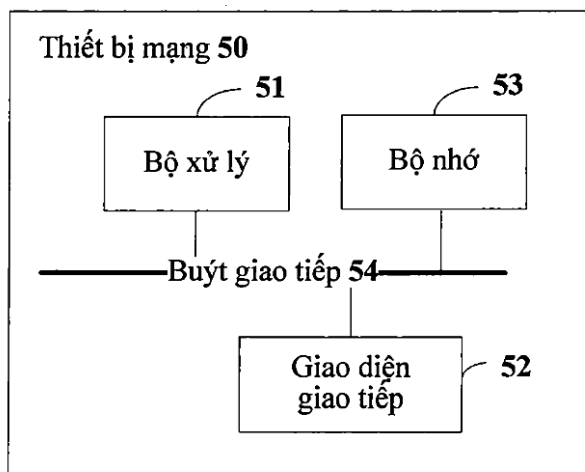 Thiết bị mạng 50
51
53
Bộ xử lý
Bộ nhớ
Buýt giao tiếp 54
Giao diện
giao tiếp
52